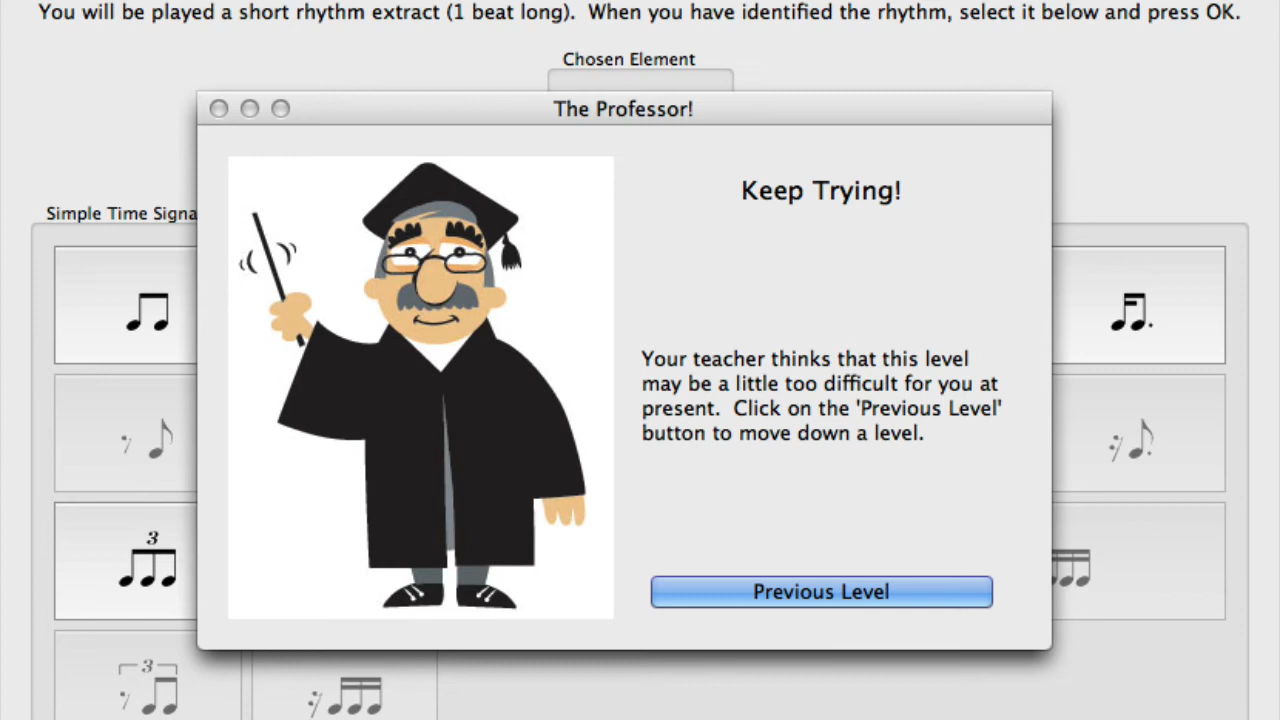 You will be played a short rhythm extract (1 beat long).  When you have identified the rhythm, select it below and press OK.
Chosen Element
The Professor!
Keep Trying!
Simple Time Signa
Your teacher thinks that this level
may be a little too difficult for you at
present.  Click on the 'Previous Level'
button to move down a level.
3
Previous Level
3